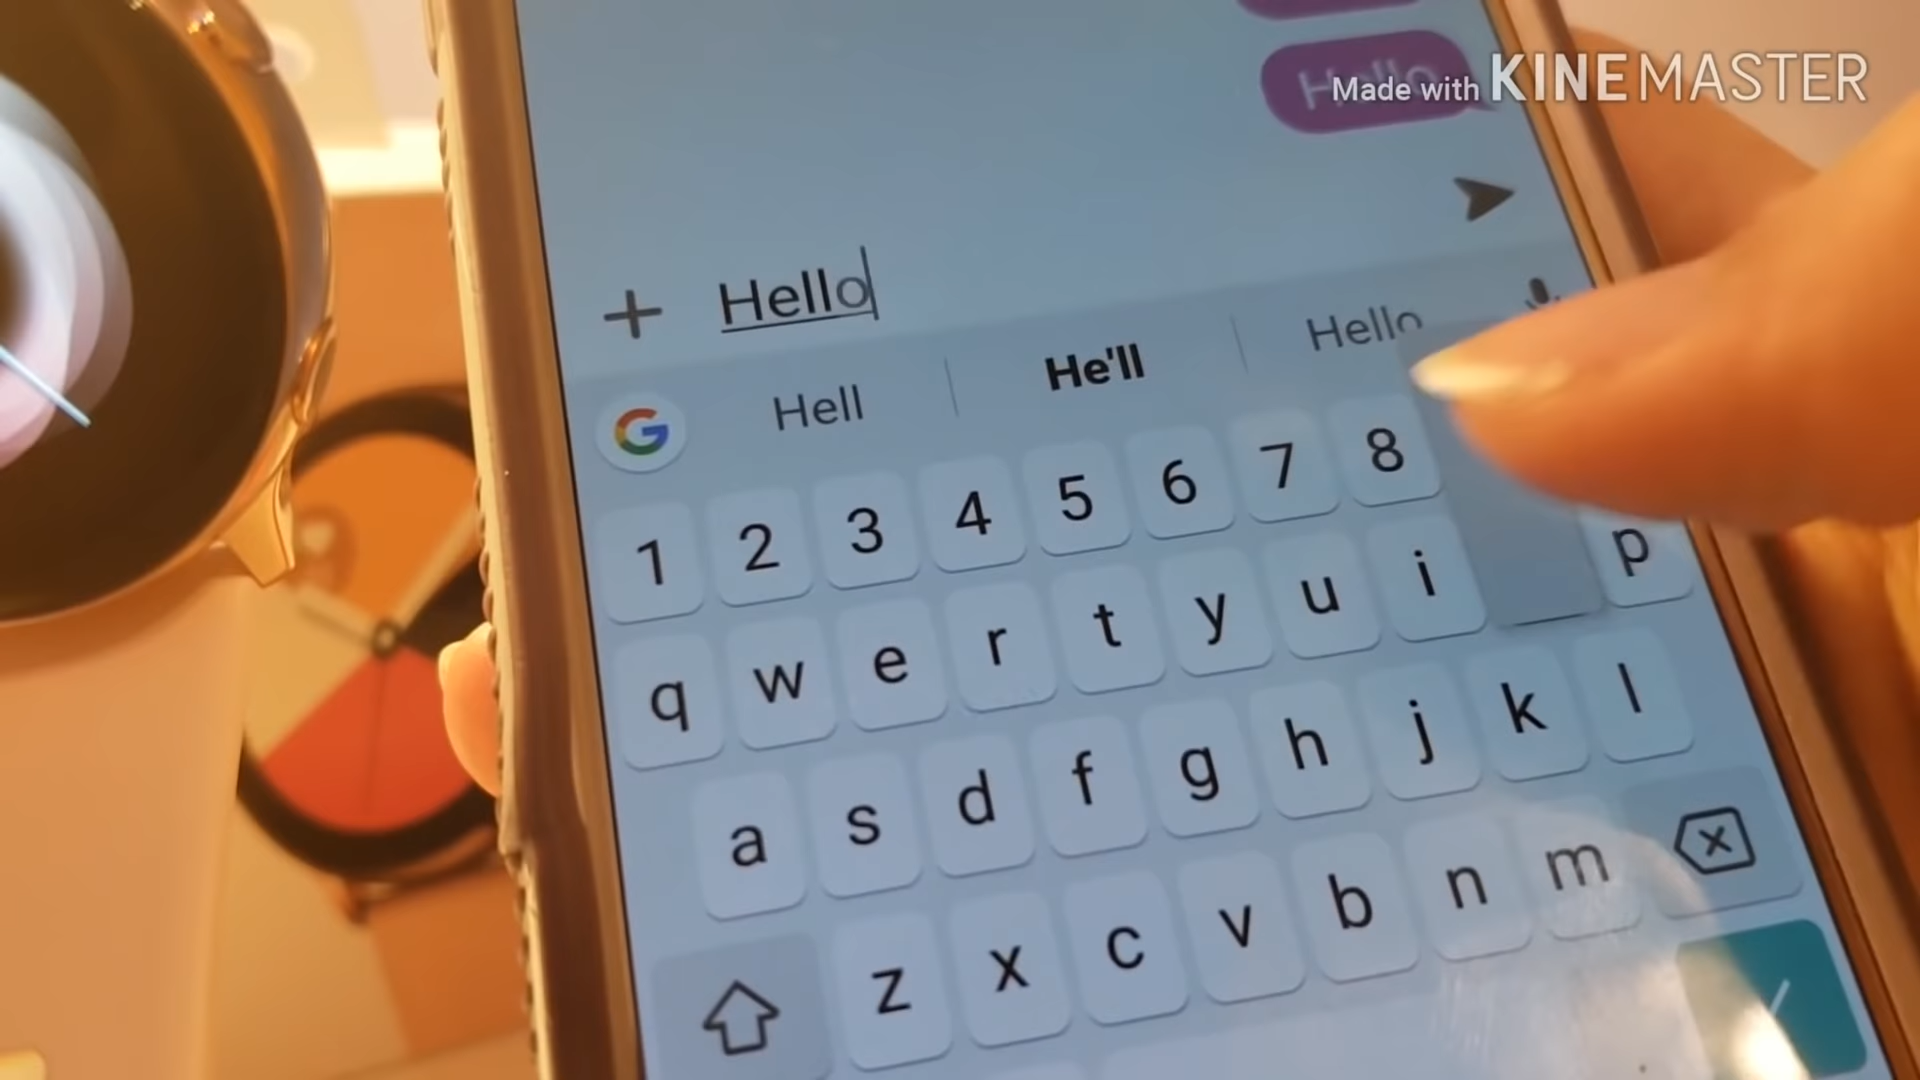 Hello
Made with KINEMASTER
Hello
Hell He'll Hello
G
1 2 3 4 5 6 7 8
q w e r t y u i p
a s d f g h j k l
z x c v b n m